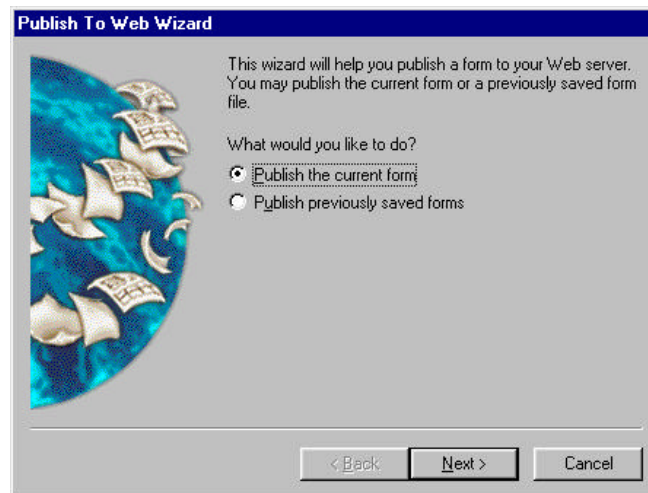 Publish To Web Wizard
This wizard will help you publish a form to your Web server.
You may publish the current form or a previously saved form
file.
What would you like to do?
Publish the current form
Publish previously saved forms
< Back
Next >
Cancel